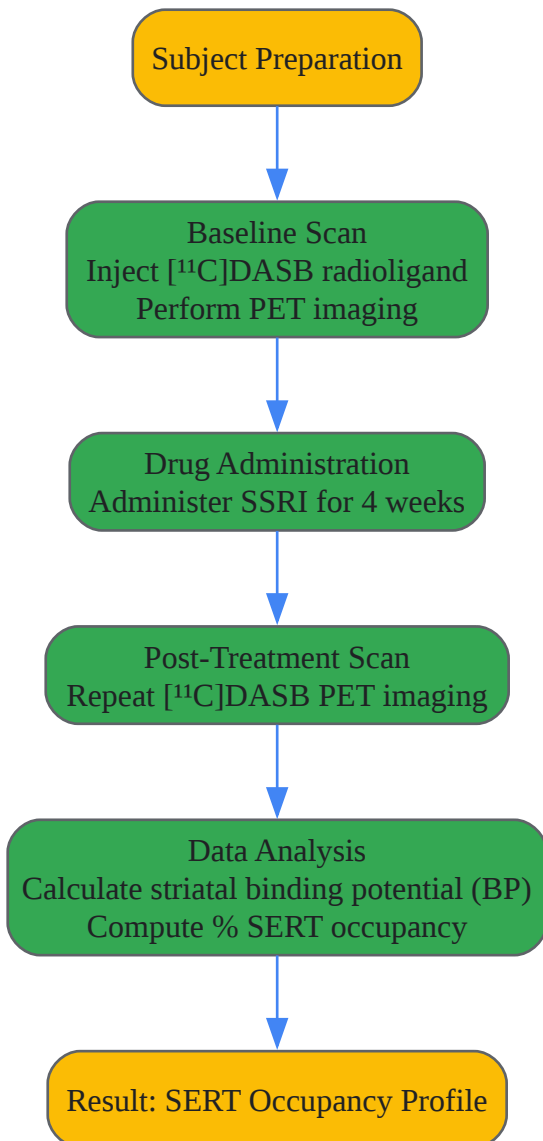 Subject Preparation
Baseline Scan
Inject [¹¹C]DASB radioligand
Perform PET imaging
Drug Administration
Administer SSRI for 4 weeks
Post-Treatment Scan
Repeat [¹¹C]DASB PET imaging
Data Analysis
Calculate striatal binding potential (BP)
Compute % SERT occupancy
Result: SERT Occupancy Profile